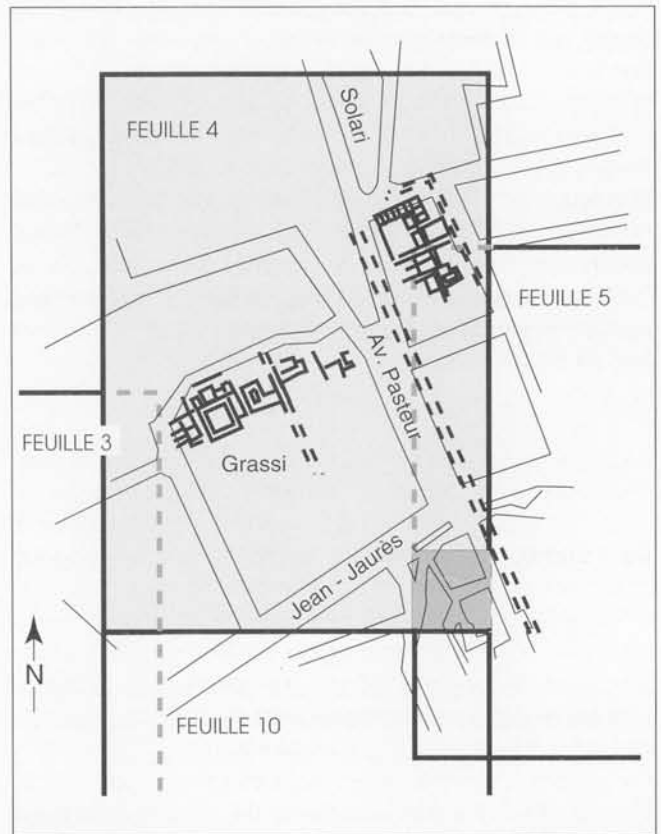 Solari
FEUILLE 4
FEUILLE 5
Av. Pasteur
FEUILLE 3
Grassi
Jean - Jaurès
N
FEUILLE 10